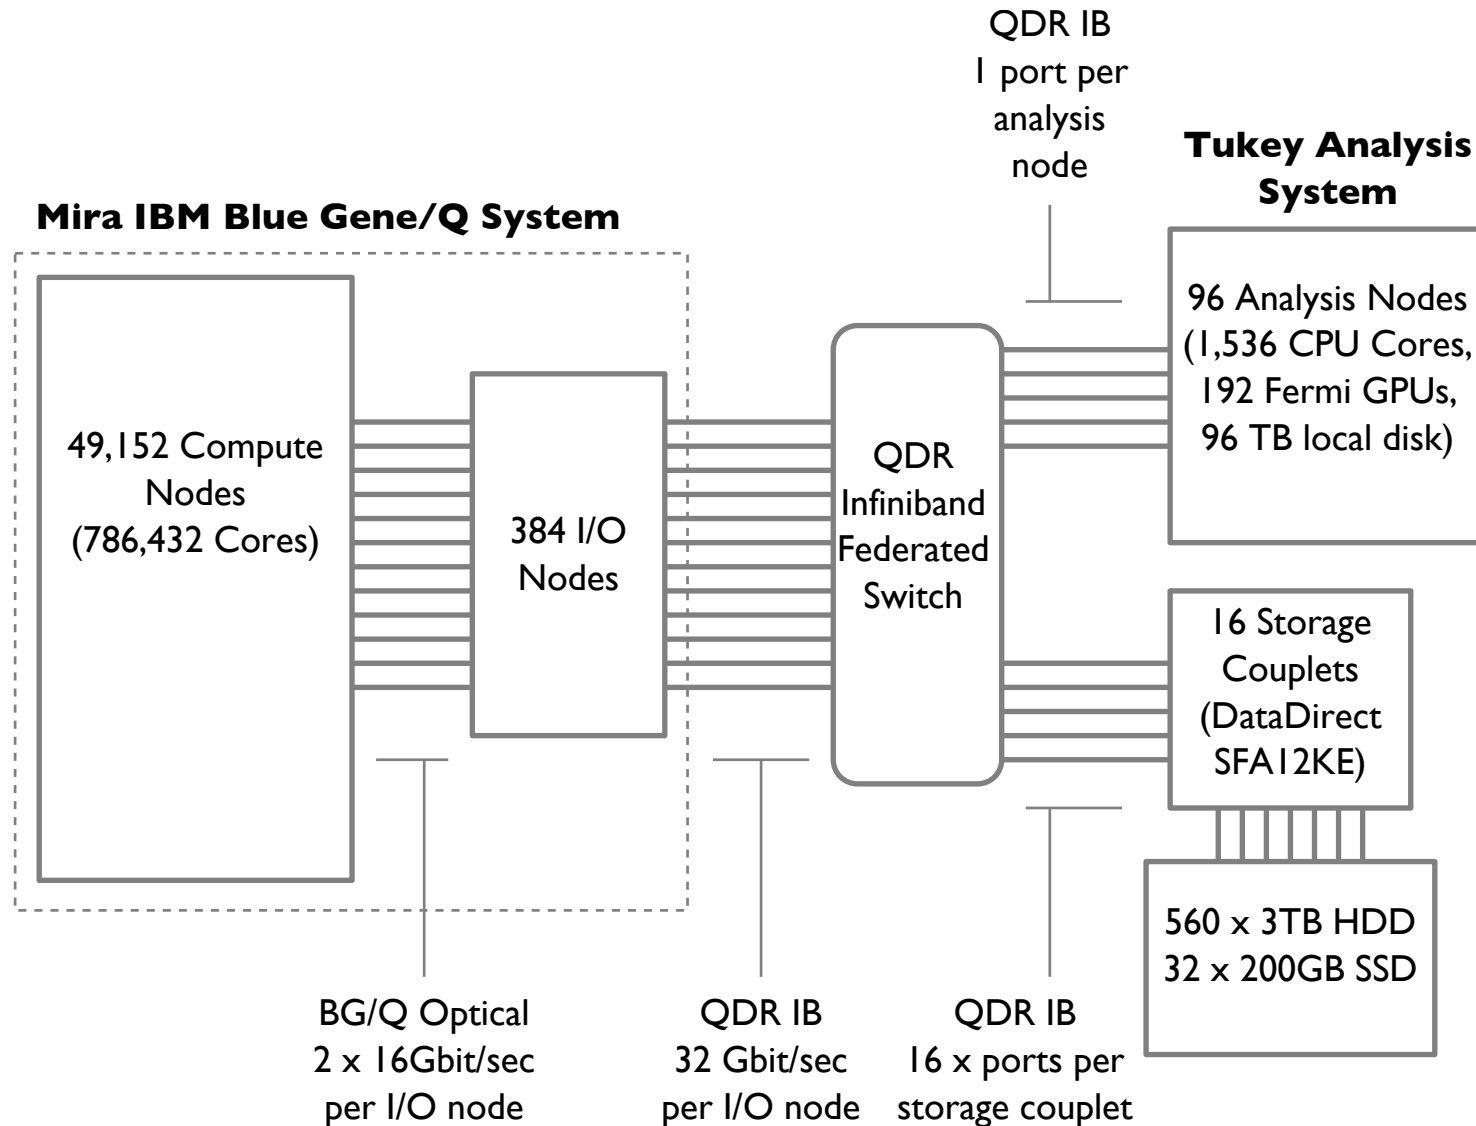 QDR IB
1 port per
analysis
node
Tukey Analysis
System
Mira IBM Blue Gene/Q System
96 Analysis Nodes
(1,536 CPU Cores,
192 Fermi GPUs,
96 TB local disk)
49,152 Compute
Nodes
(786,432 Cores)
384 I/O
Nodes
QDR
Infiniband
Federated
Switch
16 Storage
Couplets
(DataDirect
SFA12KE)
560 x 3TB HDD
32 x 200GB SSD
BG/Q Optical
2 x 16Gbit/sec
per I/O node
QDR IB
32 Gbit/sec
per I/O node
QDR IB
16 x ports per
storage couplet